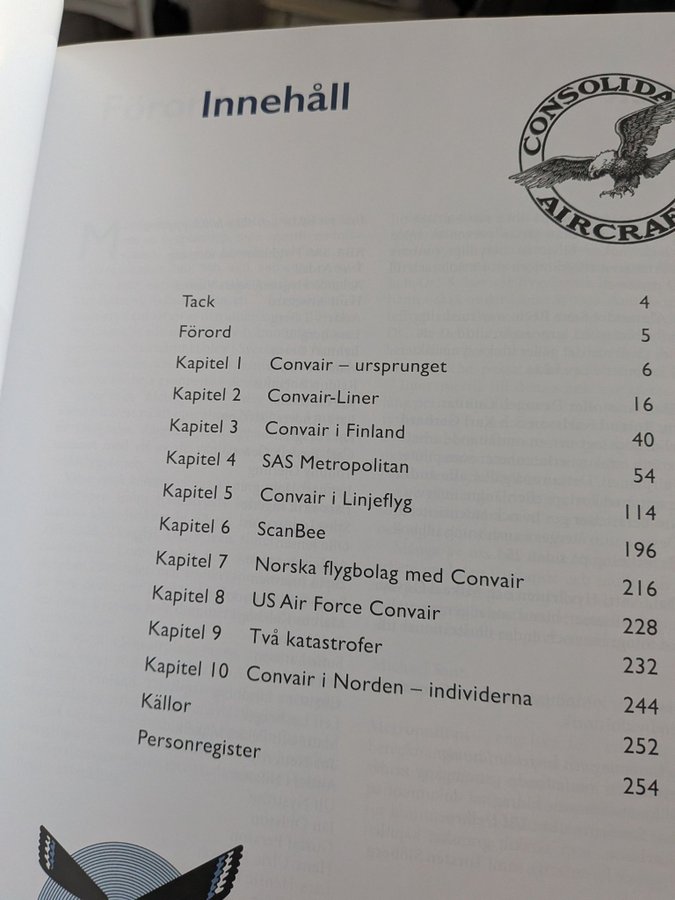 Innehåll
CONSOLIDA
AIRCRAF
Tack 4
Förord 5
Kapitel 1 Convair – ursprunget 6
Kapitel 2 Convair-Liner 16
Kapitel 3 Convair i Finland 40
Kapitel 4 SAS Metropolitan 54
Kapitel 5 Convair i Linjeflyg 114
Kapitel 6 ScanBee 196
Kapitel 7 Norska flygbolag med Convair 216
Kapitel 8 US Air Force Convair 228
Kapitel 9 Två katastrofer 232
Kapitel 10 Convair i Norden – individerna 244
Källor 252
Personregister 254